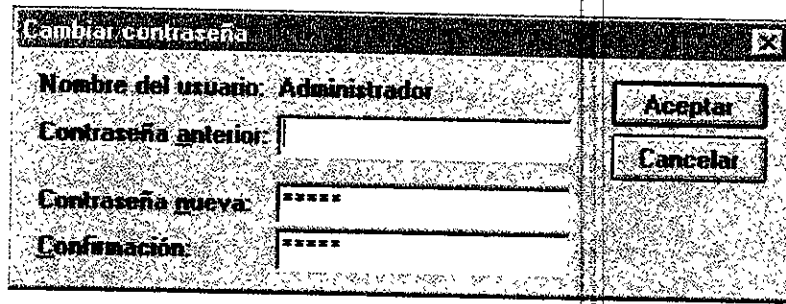 Cambiar contraseña
Nombre del usuario: Administrador
Aceptar
Contraseña anterior:
Cancelar
Contraseña nueva: *****
Confirmación: *****